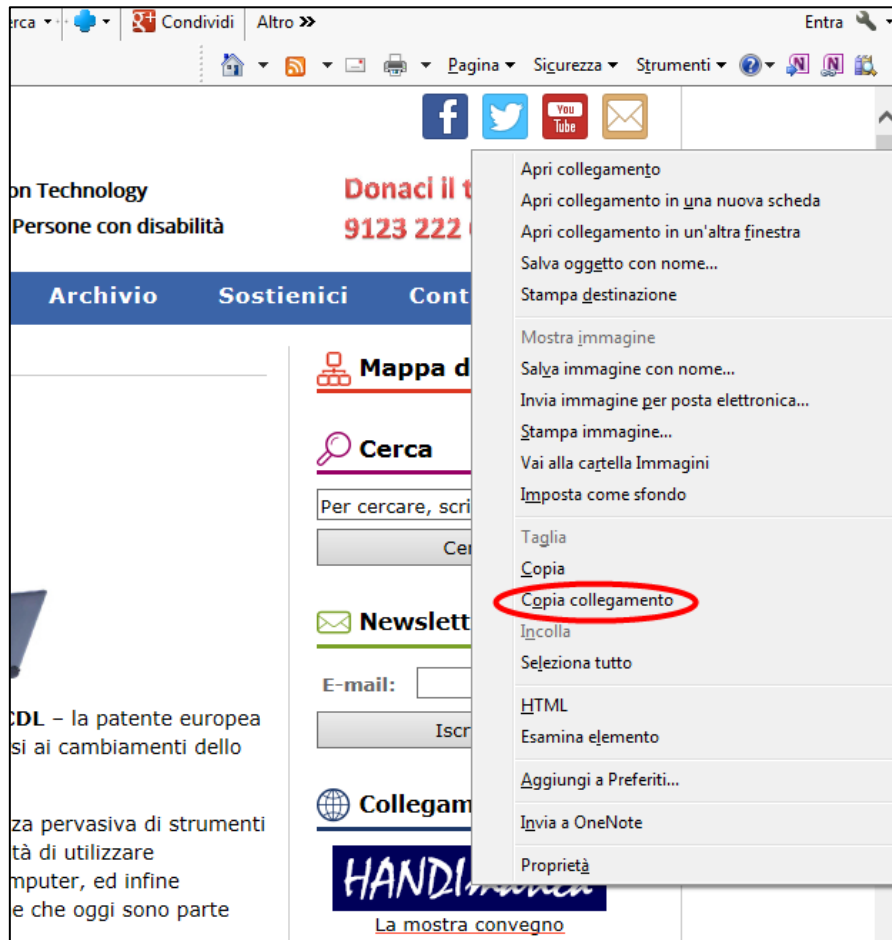 erca
Condividi
Altro
Entra
Pagina
Sicurezza
Strumenti
You
Tube
on Technology
Persone con disabilità
Donaci il
9123 222
Archivio
Sostienici
Cont
Mappa d
Cerca
Per cercare, scri
Cer
Newslett
E-mail:
Iscr
Collegam
HANDImatica
La mostra convegno
CDL – la patente europea
si ai cambiamenti dello
za pervasiva di strumenti
tà di utilizzare
mputer, ed infine
e che oggi sono parte
Apri collegamento
Apri collegamento in una nuova scheda
Apri collegamento in un'altra finestra
Salva oggetto con nome...
Stampa destinazione
Mostra immagine
Salva immagine con nome...
Invia immagine per posta elettronica...
Stampa immagine...
Vai alla cartella Immagini
Imposta come sfondo
Taglia
Copia
Copia collegamento
Incolla
Seleziona tutto
HTML
Esamina elemento
Aggiungi a Preferiti...
Invia a OneNote
Proprietà